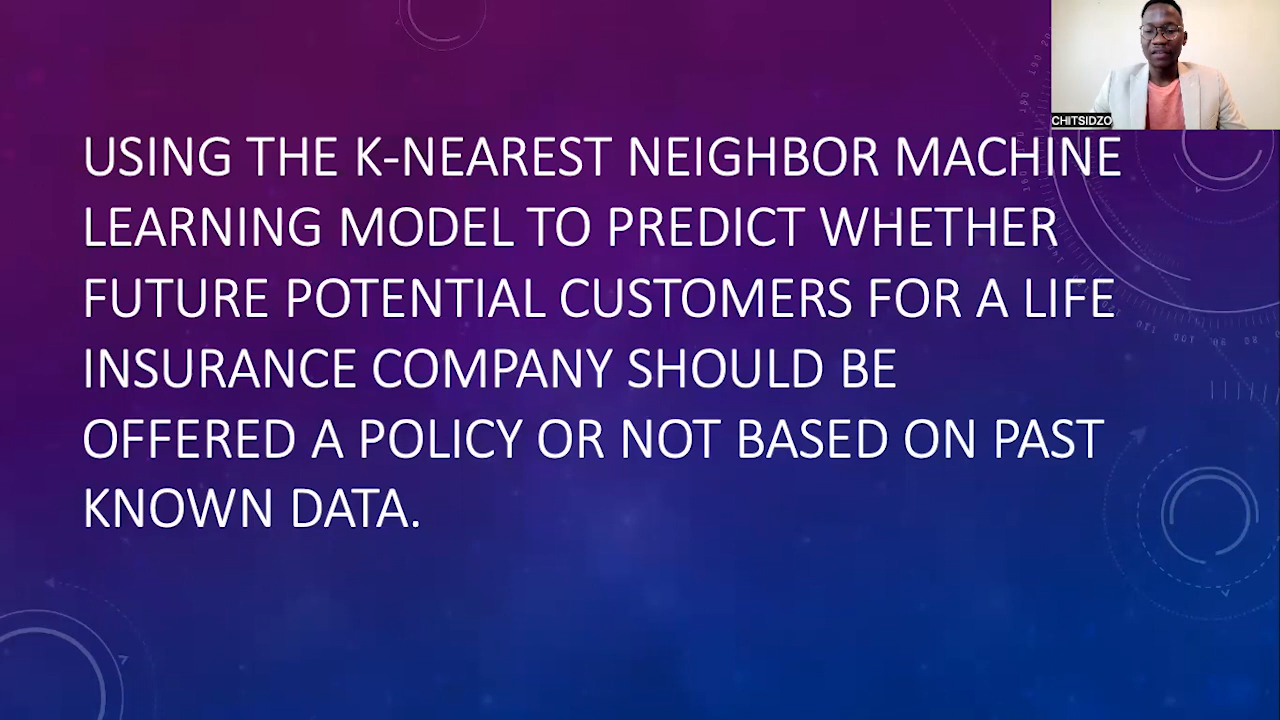 CHITSIDZO
USING THE K-NEAREST NEIGHBOR MACHINE
LEARNING MODEL TO PREDICT WHETHER
FUTURE POTENTIAL CUSTOMERS FOR A LIFE
INSURANCE COMPANY SHOULD BE
OFFERED A POLICY OR NOT BASED ON PAST
KNOWN DATA.